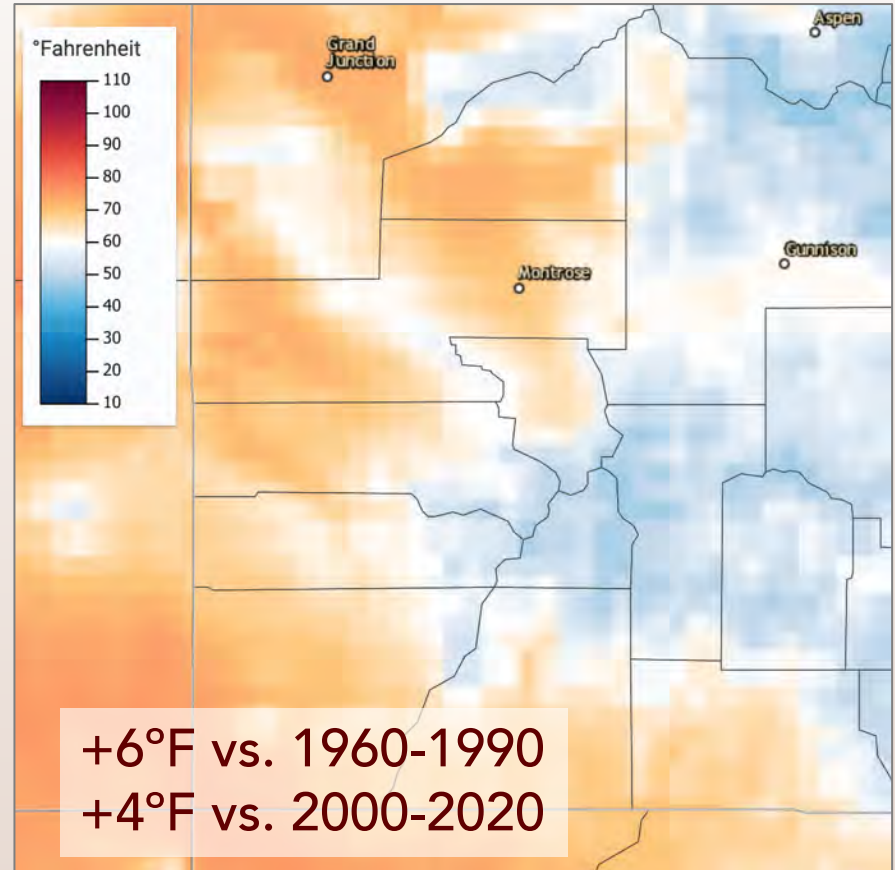 °Fahrenheit
110
100
90
80
70
60
50
40
30
20
10
Grand
Junction
Aspen
Montrose
Gunnison
+6°F vs. 1960-1990
+4°F vs. 2000-2020